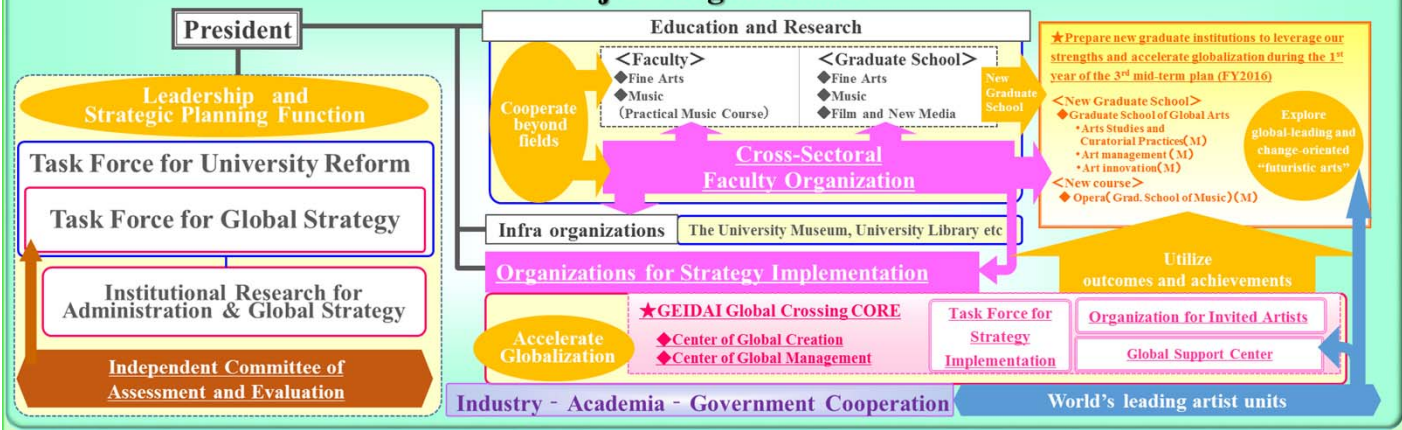 President
Leadership and
Strategic Planning Function
Task Force for University Reform
Task Force for Global Strategy
Institutional Research for
Administration & Global Strategy
Independent Committee of
Assessment and Evaluation
Education and Research
Cooperate
beyond
fields
＜Faculty＞
◆Fine Arts
◆Music
（Practical Music Course）
＜Graduate School＞
◆Fine Arts
◆Music
◆Film and New Media
New
Graduate
School
Cross-Sectoral
Faculty Organization
Infra organizations
The University Museum, University Library etc
Organizations for Strategy Implementation
★Prepare new graduate institutions to leverage our
strengths and accelerate globalization during the 1st
year of the 3rd mid-term plan (FY2016)
＜New Graduate School＞
◆Graduate School of Global Arts
・Arts Studies and
Curatorial Practices(M)
・Art management(M)
・Art innovation(M)
＜New course＞
◆ Opera(Grad. School of Music)(M)
Explore
global-leading and
change-oriented
“futuristic arts”
Utilize
outcomes and achievements
Accelerate
Globalization
★GEIDAI Global Crossing CORE
◆Center of Global Creation
◆Center of Global Management
Task Force for
Strategy
Implementation
Organization for Invited Artists
Global Support Center
Industry - Academia - Government Cooperation
World’s leading artist units